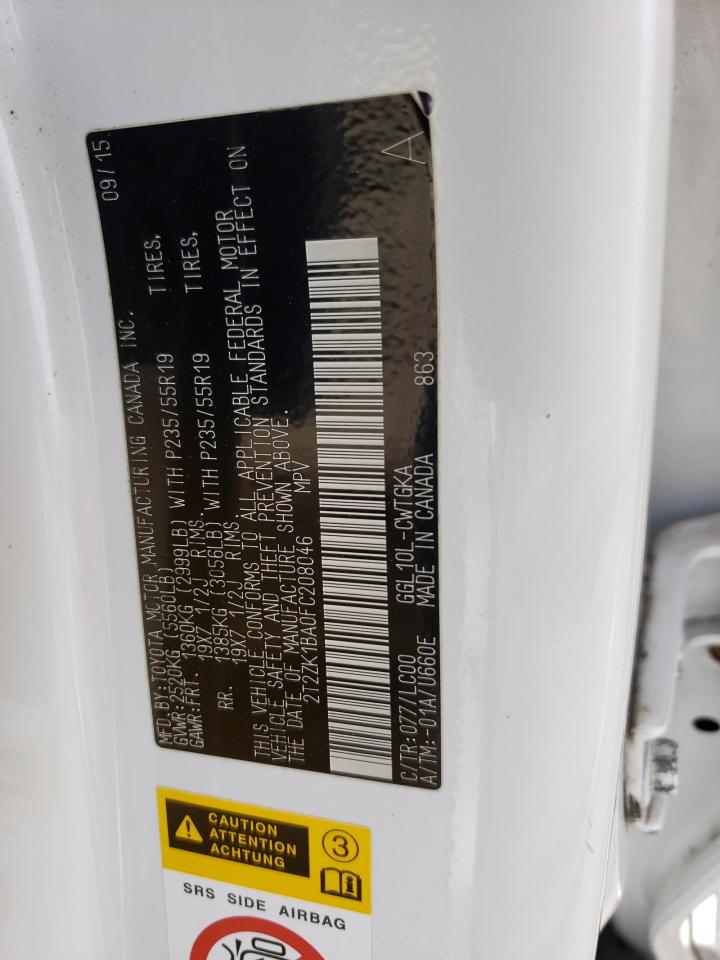 MFD. BY: TOYOTA MOTOR MANUFACTURING CANADA INC. 09/15
GVWR: 2520KG (5560LB)
GAWR: FRT. 1360KG (2999LB) WITH P235/55R19 TIRES,
19X7 1/2J RIMS.
RR. 1385KG (3056LB) WITH P235/55R19 TIRES,
19X7 1/2J RIMS.
THIS VEHICLE CONFORMS TO ALL APPLICABLE FEDERAL MOTOR
VEHICLE SAFETY AND THEFT PREVENTION STANDARDS IN EFFECT ON
THE DATE OF MANUFACTURE SHOWN ABOVE.
2T2ZK1BA0FC208046 MPV
C/TR: 077/LC00 GGL10L-CWTGKA 863
A/TM: -01A/U660E MADE IN CANADA
A
CAUTION
ATTENTION
ACHTUNG
3
SRS SIDE AIRBAG